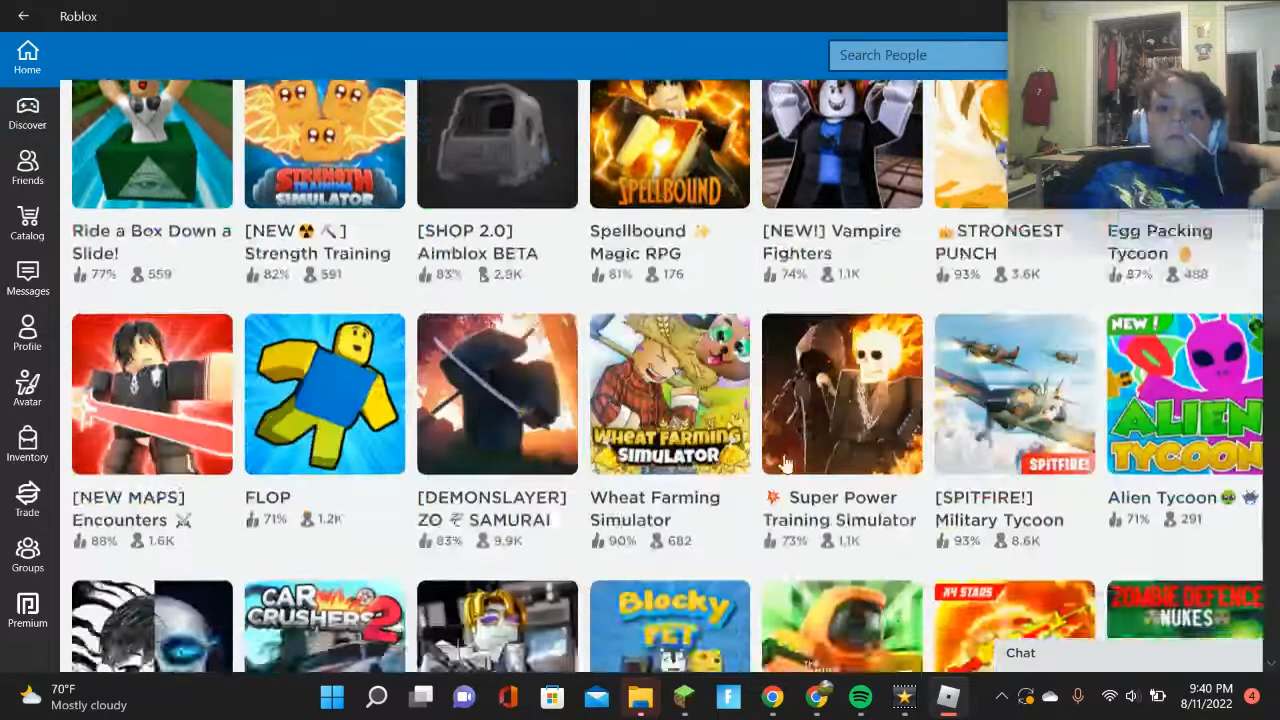 Roblox
Search People
Home
Discover
Friends
Catalog
Messages
Profile
Avatar
Inventory
Trade
Groups
Premium
STRENGTH TRAINING SIMULATOR
SPELLBOUND
Ride a Box Down a Slide!
77% 559
[NEW☢️⛏️] Strength Training
82% 591
[SHOP 2.0] Aimblox BETA
83% 2.9K
Spellbound ✨ Magic RPG
81% 176
[NEW!] Vampire Fighters
74% 1.1K
👑STRONGEST PUNCH
93% 3.6K
Egg Packing Tycoon 🥚
87% 488
WHEAT FARMING
SIMULATOR
SPITFIRE!
NEW!
ALIEN
TYCOON
[NEW MAPS] Encounters ⚔️
88% 1.6K
FLOP
71% 1.2K
[DEMONSLAYER] ZO SAMURAI
83% 9.9K
Wheat Farming Simulator
90% 682
💥 Super Power Training Simulator
73% 1.1K
[SPITFIRE!] Military Tycoon
93% 8.6K
Alien Tycoon👽👾
71% 291
CAR
CRUSHERS 2
Blocky
PET
ZOMBIE DEFENCE
NUKES
Chat
70°F
Mostly cloudy
9:40 PM
8/11/2022
4